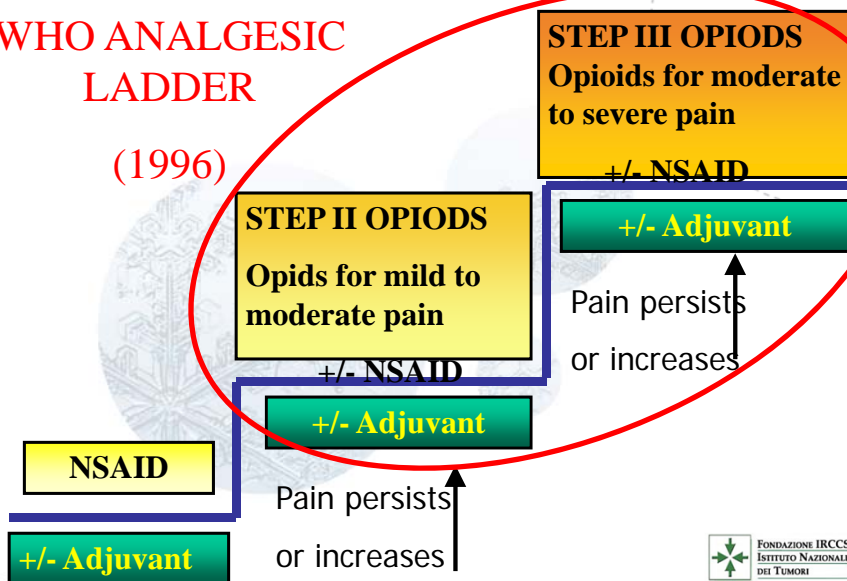 WHO ANALGESIC
LADDER
(1996)
STEP III OPIODS
Opioids for moderate
to severe pain
+/- NSAID
+/- Adjuvant
Pain persists
or increases
STEP II OPIODS
Opids for mild to
moderate pain
+/- NSAID
+/- Adjuvant
Pain persists
or increases
NSAID
+/- Adjuvant
FONDAZIONE IRCCS
ISTITUTO NAZIONALE
DEI TUMORI